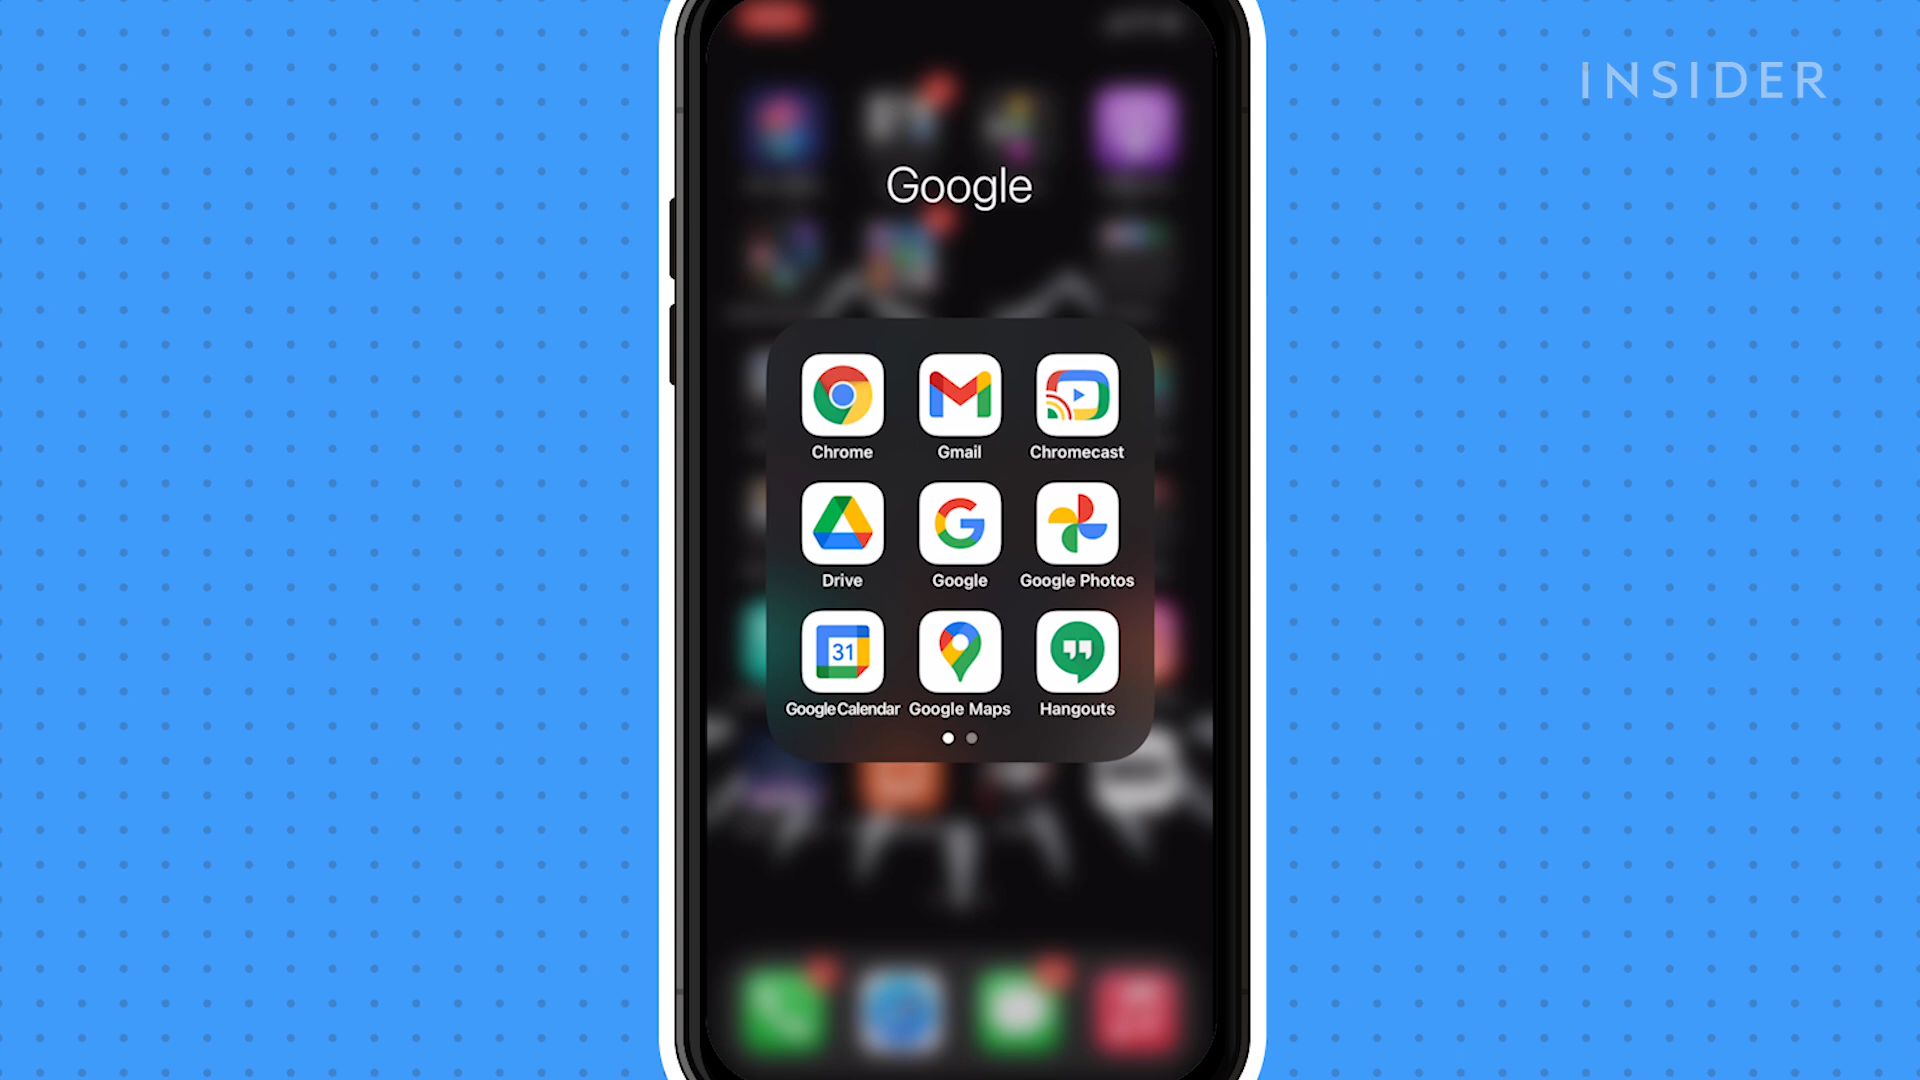 INSIDER
Google
Chrome
Gmail
Chromecast
Drive
Google
Google Photos
31
Google Calendar
Google Maps
Hangouts